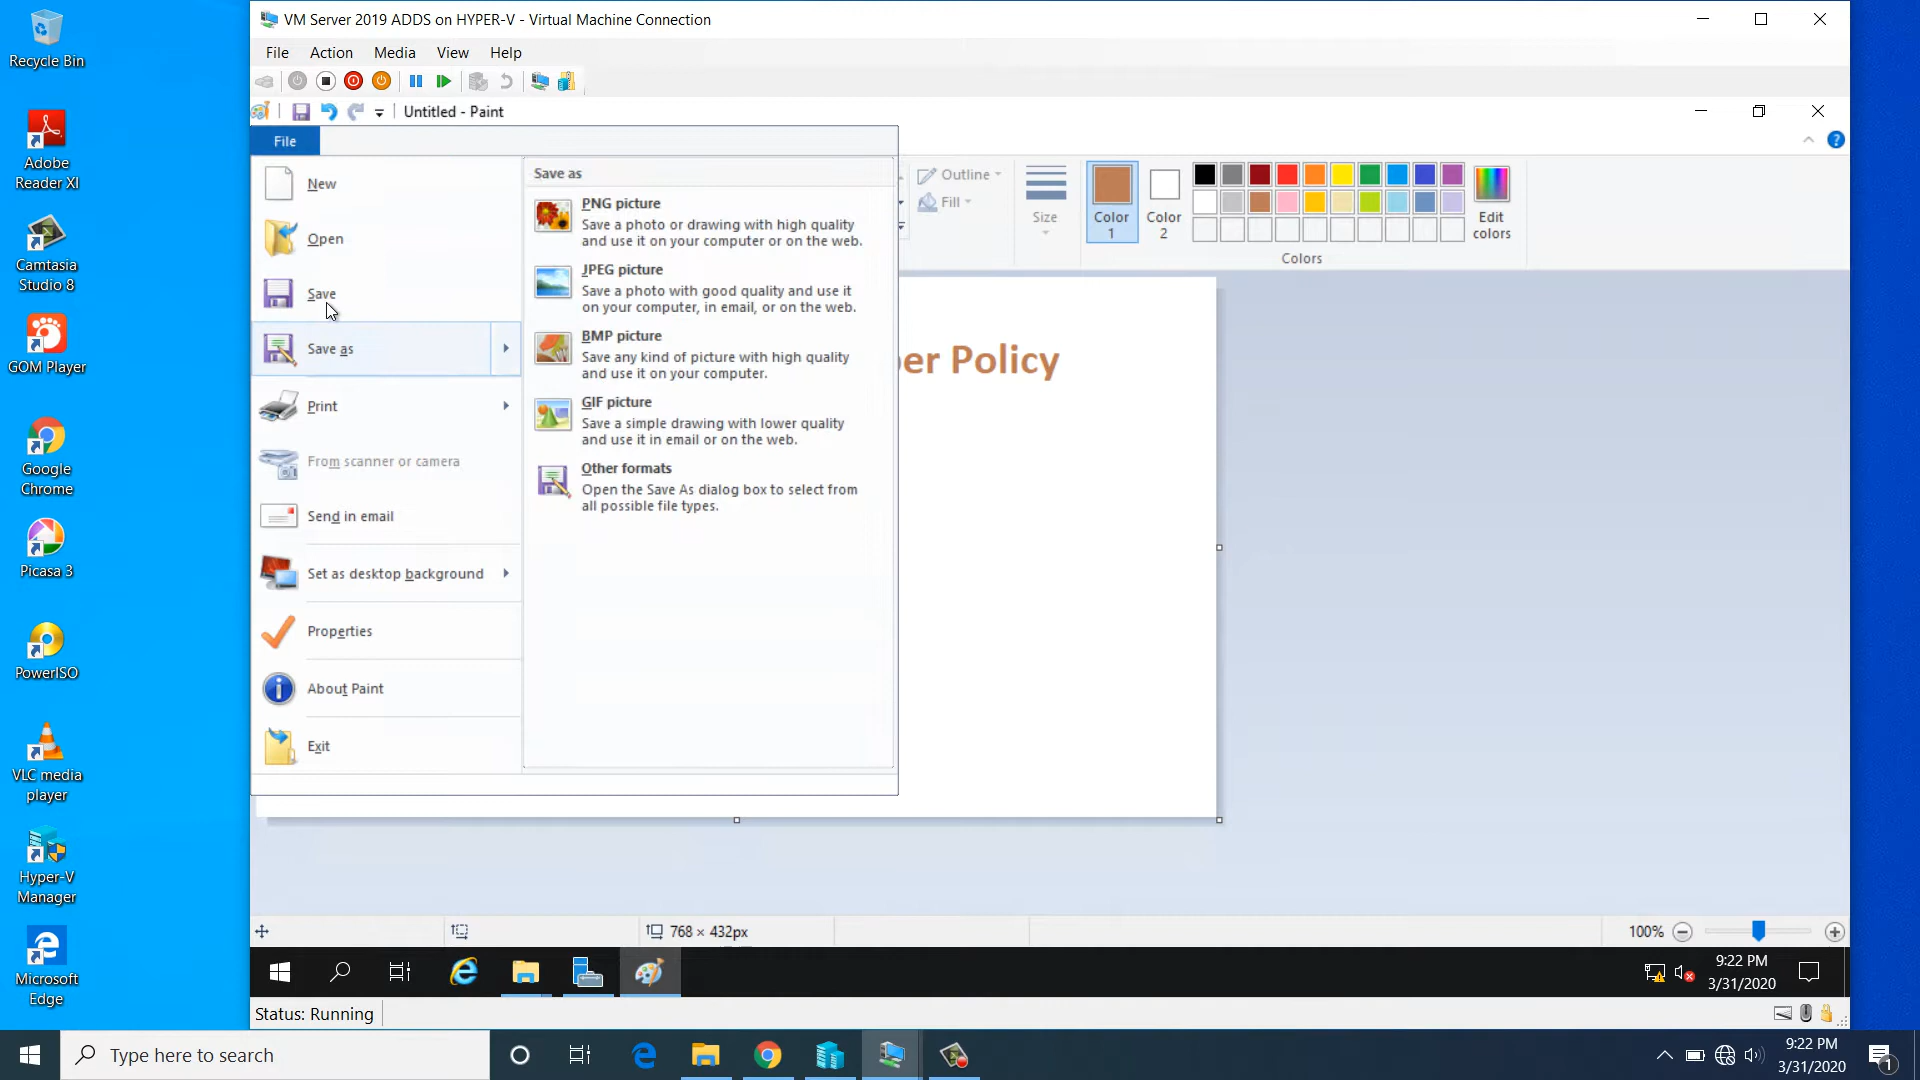 Recycle Bin
Adobe
Reader XI
Camtasia
Studio 8
GOM Player
Google
Chrome
Picasa 3
PowerISO
VLC media
player
Hyper-V
Manager
Microsoft
Edge
VM Server 2019 ADDS on HYPER-V - Virtual Machine Connection
File Action Media View Help
Untitled - Paint
File
New
Open
Save
Save as
Print
From scanner or camera
Send in email
Set as desktop background
Properties
About Paint
Exit
Save as
PNG picture
Save a photo or drawing with high quality
and use it on your computer or on the web.
JPEG picture
Save a photo with good quality and use it
on your computer, in email, or on the web.
BMP picture
Save any kind of picture with high quality
and use it on your computer.
GIF picture
Save a simple drawing with lower quality
and use it in email or on the web.
Other formats
Open the Save As dialog box to select from
all possible file types.
Outline
Fill
Size
Color
1
Color
2
Edit
colors
Colors
er Policy
768 × 432px
100%
9:22 PM
3/31/2020
Status: Running
Type here to search
9:22 PM
3/31/2020
1